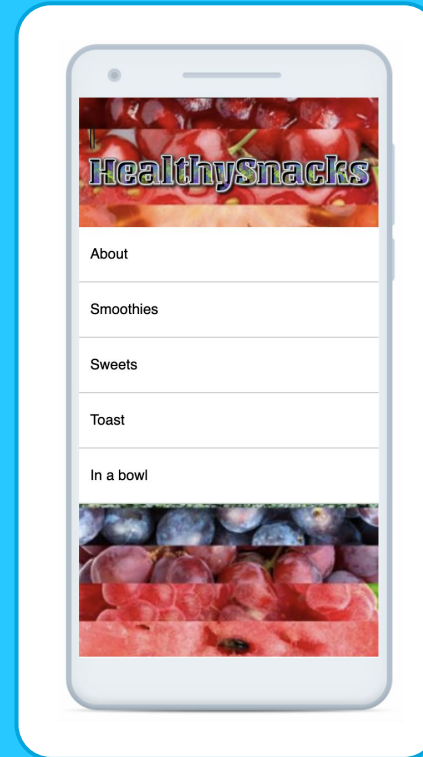 HealthySnacks
About
Smoothies
Sweets
Toast
In a bowl